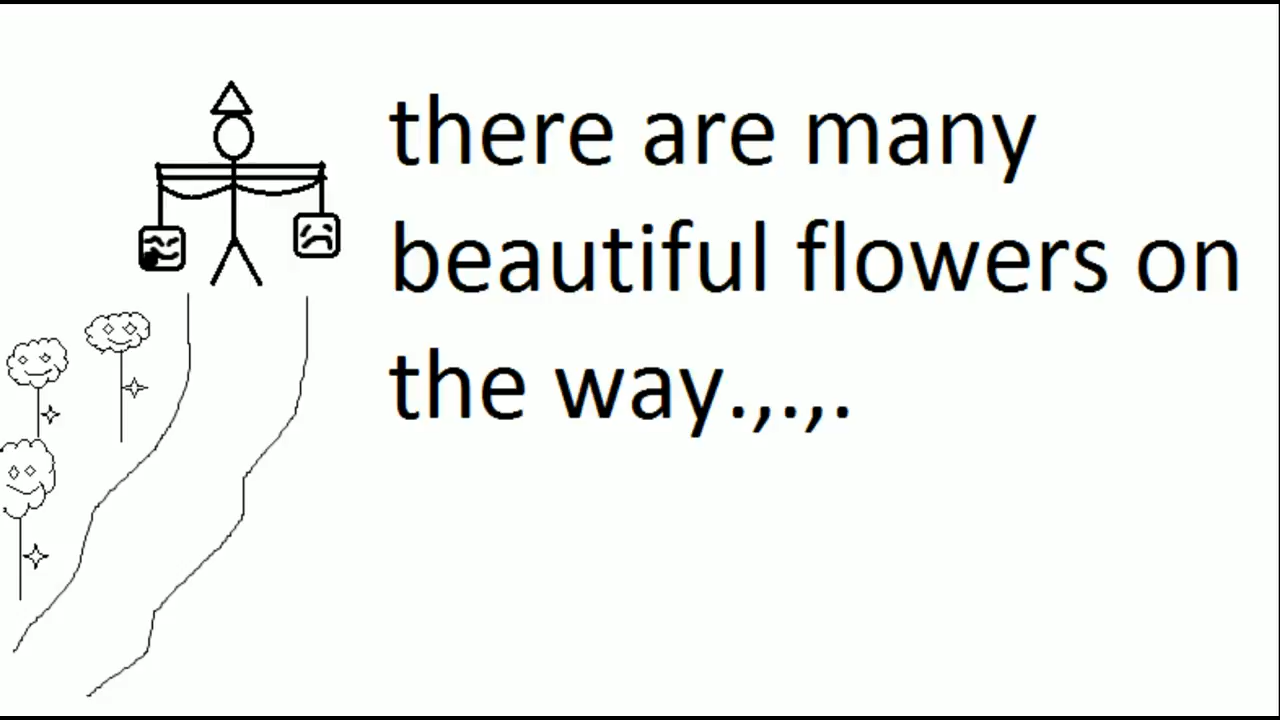 there are many
beautiful flowers on
the way.,.,.